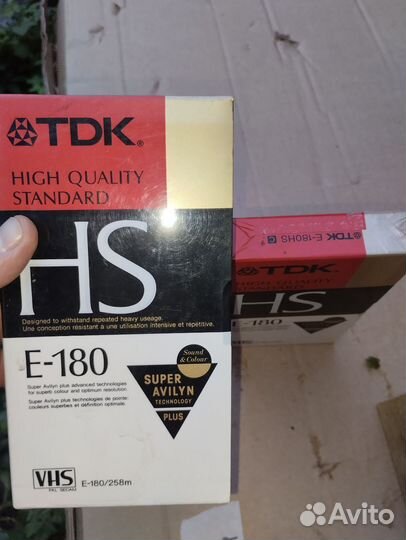 TDK®
HIGH QUALITY
STANDARD
HS
Designed to withstand repeated heavy useage.
Une conception résistant à une utilisation intensive et répétitive.
E-180
Super Avilyn plus advanced technologies
for superb colour and optimum resolution.
Super Avilyn plus technologies de pointe:
couleurs superbes et définition optimale.
Sound
& Colour
SUPER
AVILYN
TECHNOLOGY
PLUS
VHS
PAL SECAM
E-180/258m
TDK E-180HS
TDK
HIGH QUALITY
STANDARD
HS
E-180
Avito